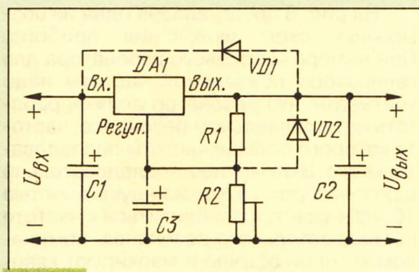 DA1
VD1
Вх.
Вых.
Регул.
R1
VD2
+
+
Uвх
Uвых
+
C1
+
C3
R2
+
C2
−
−